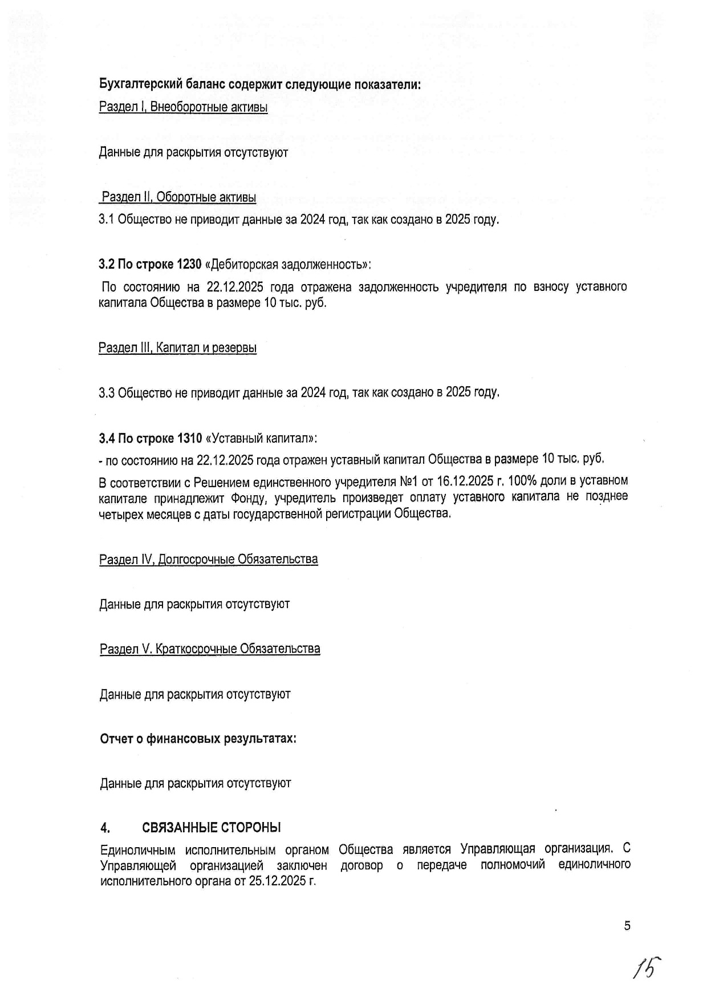 Бухгалтерский баланс содержит следующие показатели:
Раздел I, Внеоборотные активы
Данные для раскрытия отсутствуют
Раздел II, Оборотные активы
3.1 Общество не приводит данные за 2024 год, так как создано в 2025 году.
3.2 По строке 1230 «Дебиторская задолженность»:
По состоянию на 22.12.2025 года отражена задолженность учредителя по взносу уставного
капитала Общества в размере 10 тыс. руб.
Раздел III, Капитал и резервы
3.3 Общество не приводит данные за 2024 год, так как создано в 2025 году.
3.4 По строке 1310 «Уставный капитал»:
- по состоянию на 22.12.2025 года отражен уставный капитал Общества в размере 10 тыс. руб.
В соответствии с Решением единственного учредителя №1 от 16.12.2025 г. 100% доли в уставном
капитале принадлежит Фонду, учредитель произведет оплату уставного капитала не позднее
четырех месяцев с даты государственной регистрации Общества.
Раздел IV, Долгосрочные Обязательства
Данные для раскрытия отсутствуют
Раздел V. Краткосрочные Обязательства
Данные для раскрытия отсутствуют
Отчет о финансовых результатах:
Данные для раскрытия отсутствуют
4. СВЯЗАННЫЕ СТОРОНЫ
Единоличным исполнительным органом Общества является Управляющая организация. С
Управляющей организацией заключен договор о передаче полномочий единоличного
исполнительного органа от 25.12.2025 г.
5
15